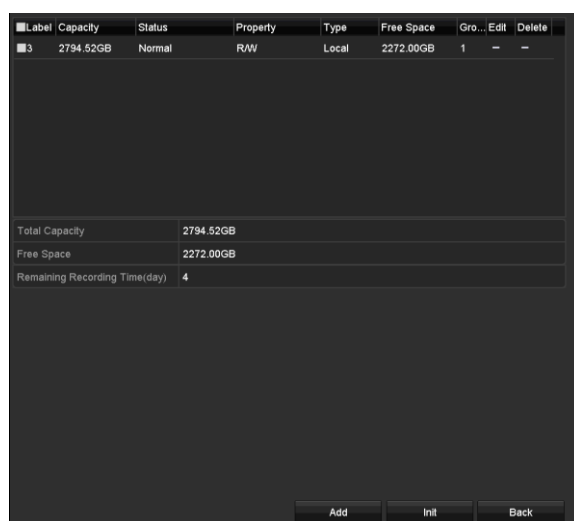 Label Capacity Status Property Type Free Space Gro... Edit Delete
3 2794.52GB Normal R/W Local 2272.00GB 1 – –
Total Capacity 2794.52GB
Free Space 2272.00GB
Remaining Recording Time(day) 4
Add Init Back